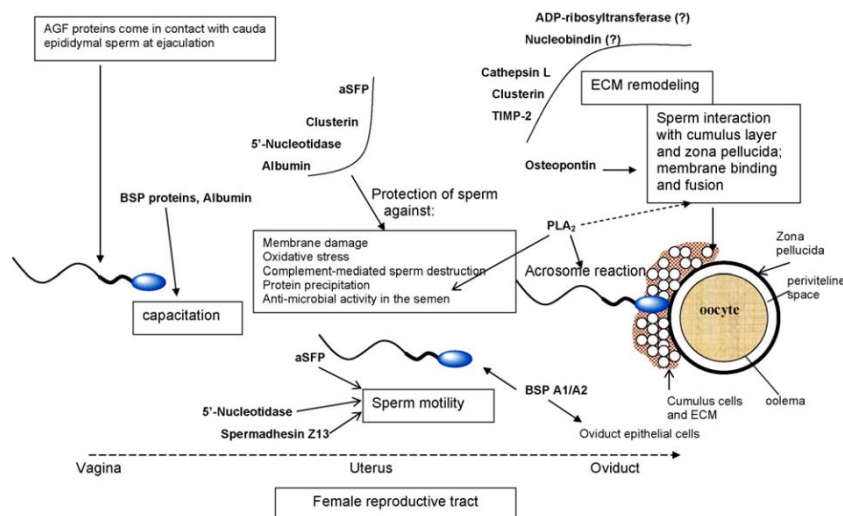 AGF proteins come in contact with cauda
epididymal sperm at ejaculation
ADP-ribosyltransferase (?)
Nucleobindin (?)
Cathepsin L
Clusterin
TIMP-2
ECM remodeling
aSFP
Clusterin
5'-Nucleotidase
Albumin
Sperm interaction
with cumulus layer
and zona pellucida;
membrane binding
and fusion
Osteopontin
BSP proteins, Albumin
Protection of sperm
against:
PLA₂
Membrane damage
Oxidative stress
Complement-mediated sperm destruction
Protein precipitation
Anti-microbial activity in the semen
Acrosome reaction
Zona
pellucida
periviteline
space
oocyte
capacitation
aSFP
5'-Nucleotidase
Spermadhesin Z13
Sperm motility
BSP A1/A2
Oviduct epithelial cells
Cumulus cells
and ECM
oolema
Vagina
Uterus
Oviduct
Female reproductive tract